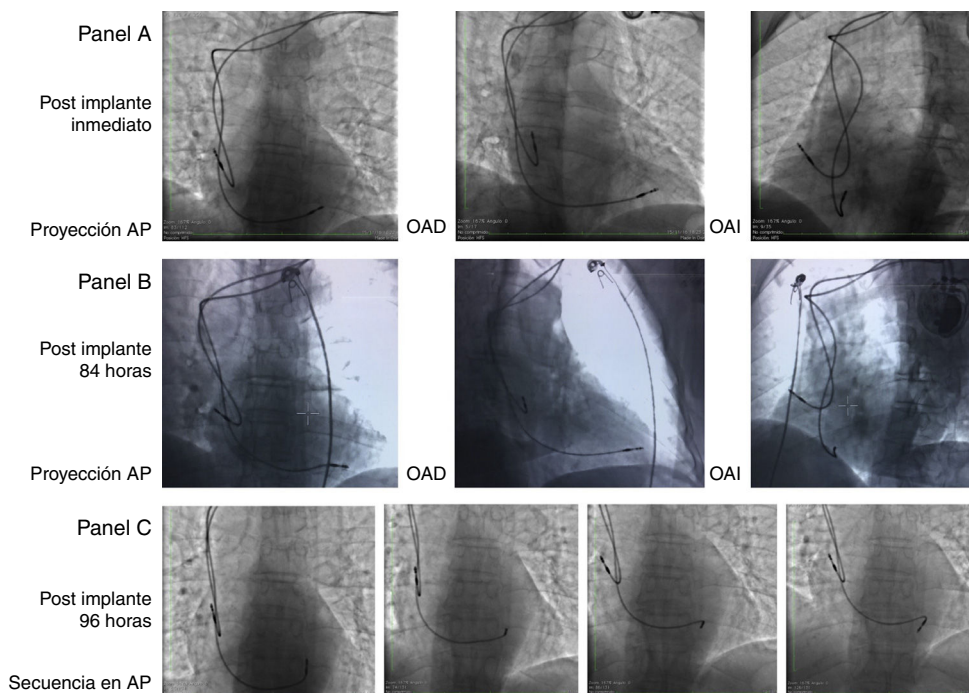 Panel A
Post implante
inmediato
Proyección AP
OAD
OAI
Panel B
Post implante
84 horas
Proyección AP
OAD
OAI
Panel C
Post implante
96 horas
Secuencia en AP